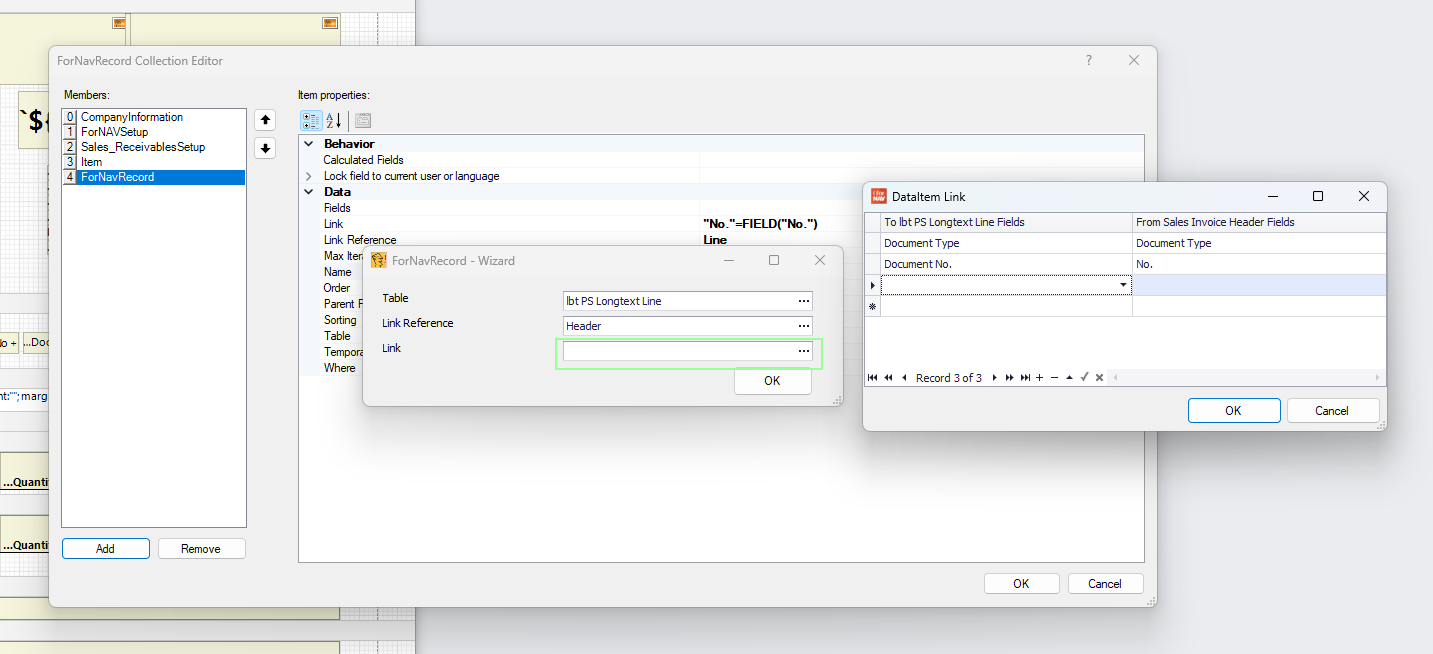 ForNavRecord Collection Editor
?
Members:
Item properties:
0 CompanyInformation
1 ForNAVSetup
2 Sales_ReceivablesSetup
3 Item
4 ForNavRecord
Behavior
Calculated Fields
Lock field to current user or language
Data
Fields
Link "No."=FIELD("No.")
Link Reference Line
Max Iter
Name
Order
Parent
Sorting
Table
Tempora
Where
Add
Remove
OK
Cancel
ForNavRecord - Wizard
Table
lbt PS Longtext Line
Link Reference
Header
Link
OK
DataItem Link
To lbt PS Longtext Line Fields
From Sales Invoice Header Fields
Document Type
Document Type
Document No.
No.
Record 3 of 3
OK
Cancel
`${
No +
...Doc
nt:""; marg
...Quanti
...Quanti